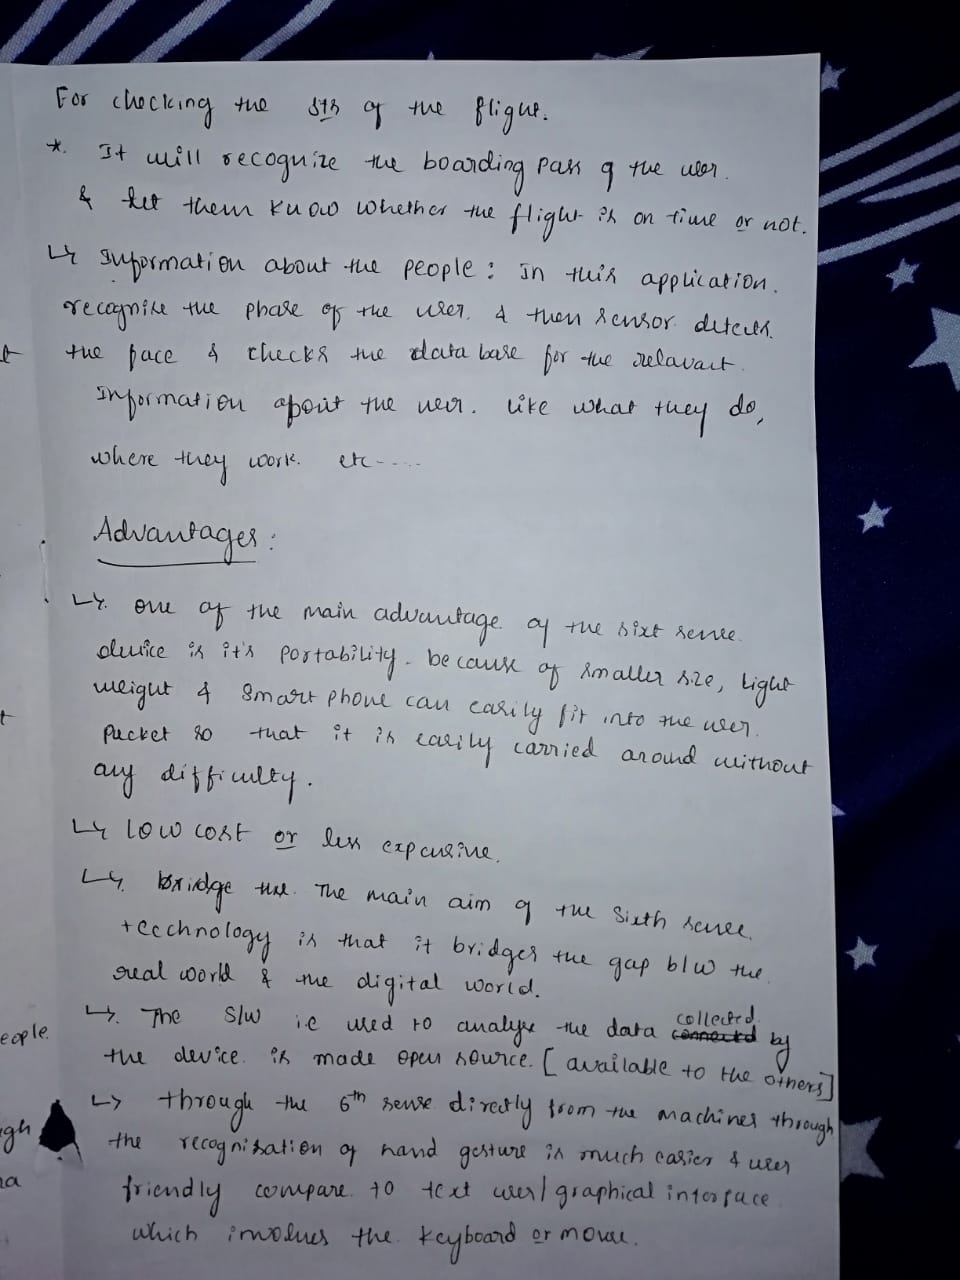 For checking the sts of the flight.
*. It will recognize the boarding pass of the user.
& let them know whether the flight is on time or not.
↳ Information about the people: In this application.
recognise the phase of the user. & then sensor detects.
the face & checks the data base for the relavant.
Information about the user. like what they do,
where they work. etc-....
Advantages:
↳. one of the main advantage of the sixt sense
device is it's portability. because of smaller size, light
weight & smart phone can easily fit into the user.
packet so that it is easily carried around without
any difficulty.
↳ low cost or less expensive.
↳. bridge the. The main aim of the sixth sense.
tecchnology is that it bridges the gap b/w the
real world & the digital world.
↳. The s/w i.e used to analyse the data collected by
the device. is made open source. [available to the others]
↳ through the 6th sense directly from the machines through
the recognisation of hand gesture is much easier & user
friendly compare. to text user/graphical interface
which involves the keyboard or mouse.
eople.